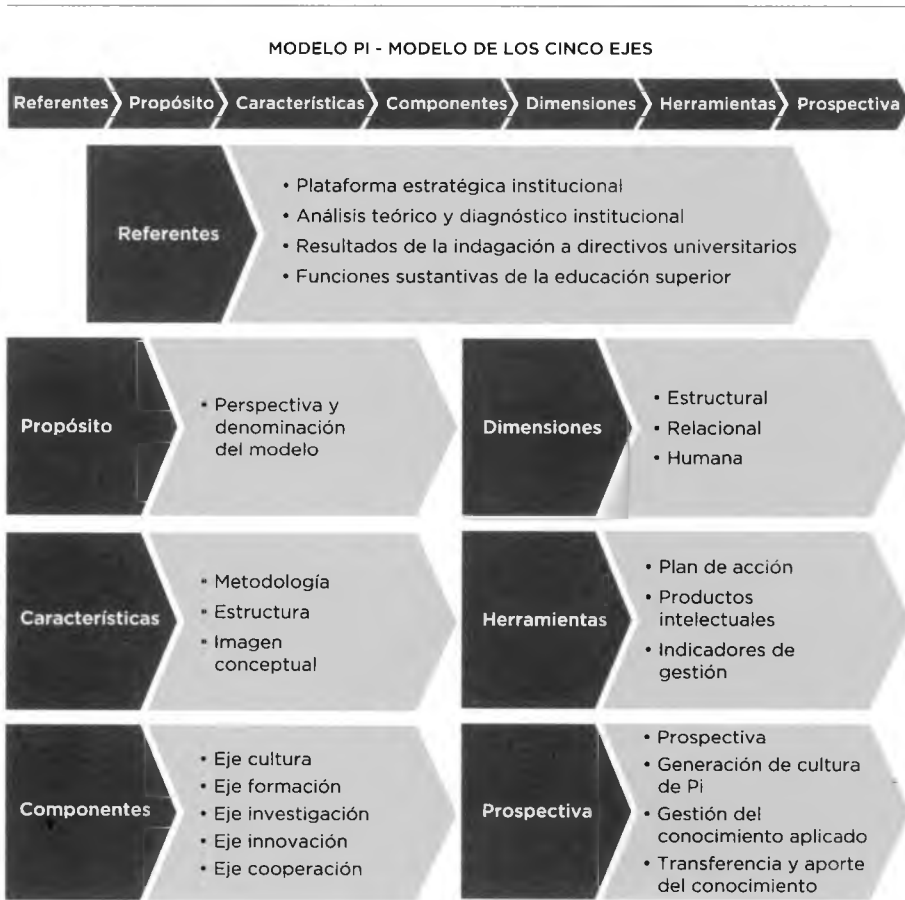 MODELO PI - MODELO DE LOS CINCO EJES
Referentes
Propósito
Características
Componentes
Dimensiones
Herramientas
Prospectiva
Referentes
• Plataforma estratégica institucional
• Análisis teórico y diagnóstico institucional
• Resultados de la indagación a directivos universitarios
• Funciones sustantivas de la educación superior
Propósito
• Perspectiva y
denominación
del modelo
Dimensiones
• Estructural
• Relacional
• Humana
Características
• Metodología
• Estructura
• Imagen
conceptual
Herramientas
• Plan de acción
• Productos
intelectuales
• Indicadores de
gestión
Componentes
• Eje cultura
• Eje formación
• Eje investigación
• Eje innovación
• Eje cooperación
Prospectiva
• Prospectiva
• Generación de cultura
de Pi
• Gestión del
conocimiento aplicado
• Transferencia y aporte
del conocimiento